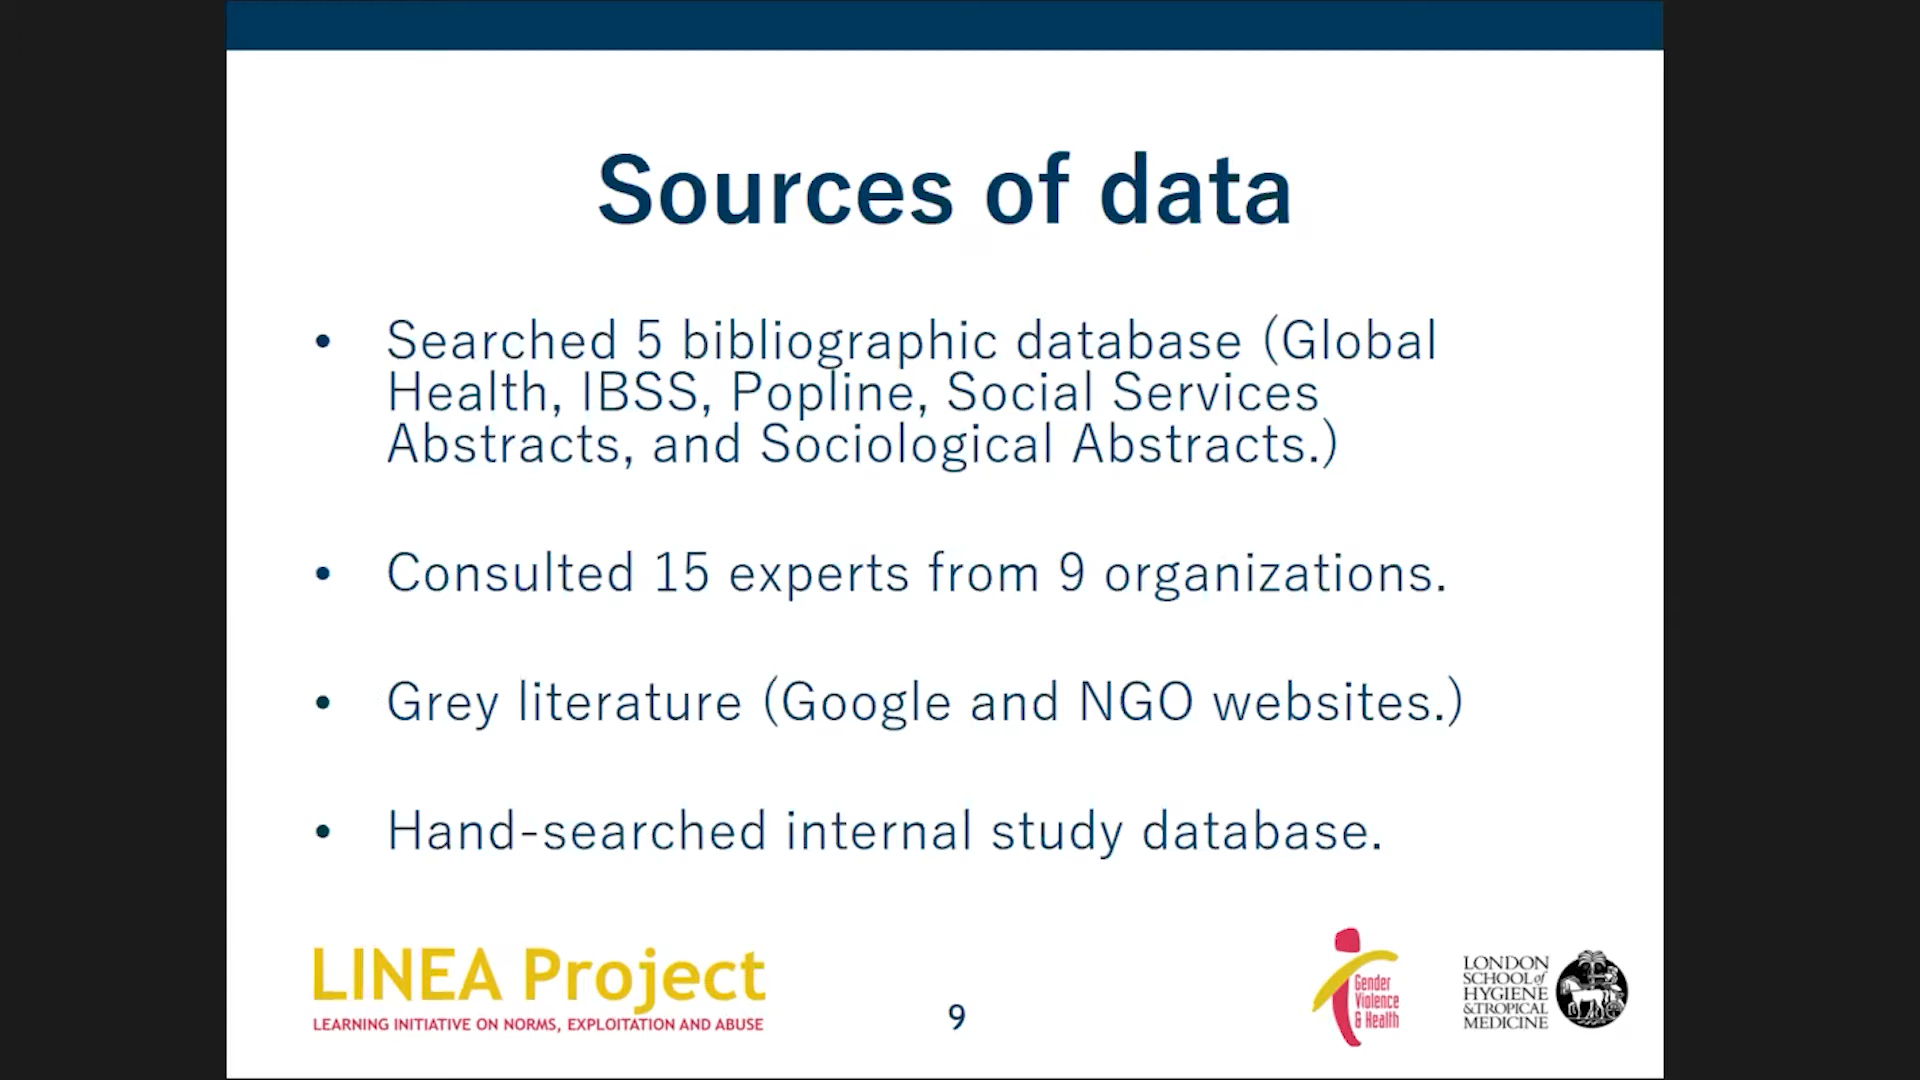 Sources of data
• Searched 5 bibliographic database (Global
Health, IBSS, Popline, Social Services
Abstracts, and Sociological Abstracts.)
• Consulted 15 experts from 9 organizations.
• Grey literature (Google and NGO websites.)
• Hand-searched internal study database.
LINEA Project
LEARNING INITIATIVE ON NORMS, EXPLOITATION AND ABUSE
9
Gender
Violence
& Health
LONDON
SCHOOL of
HYGIENE
& TROPICAL
MEDICINE